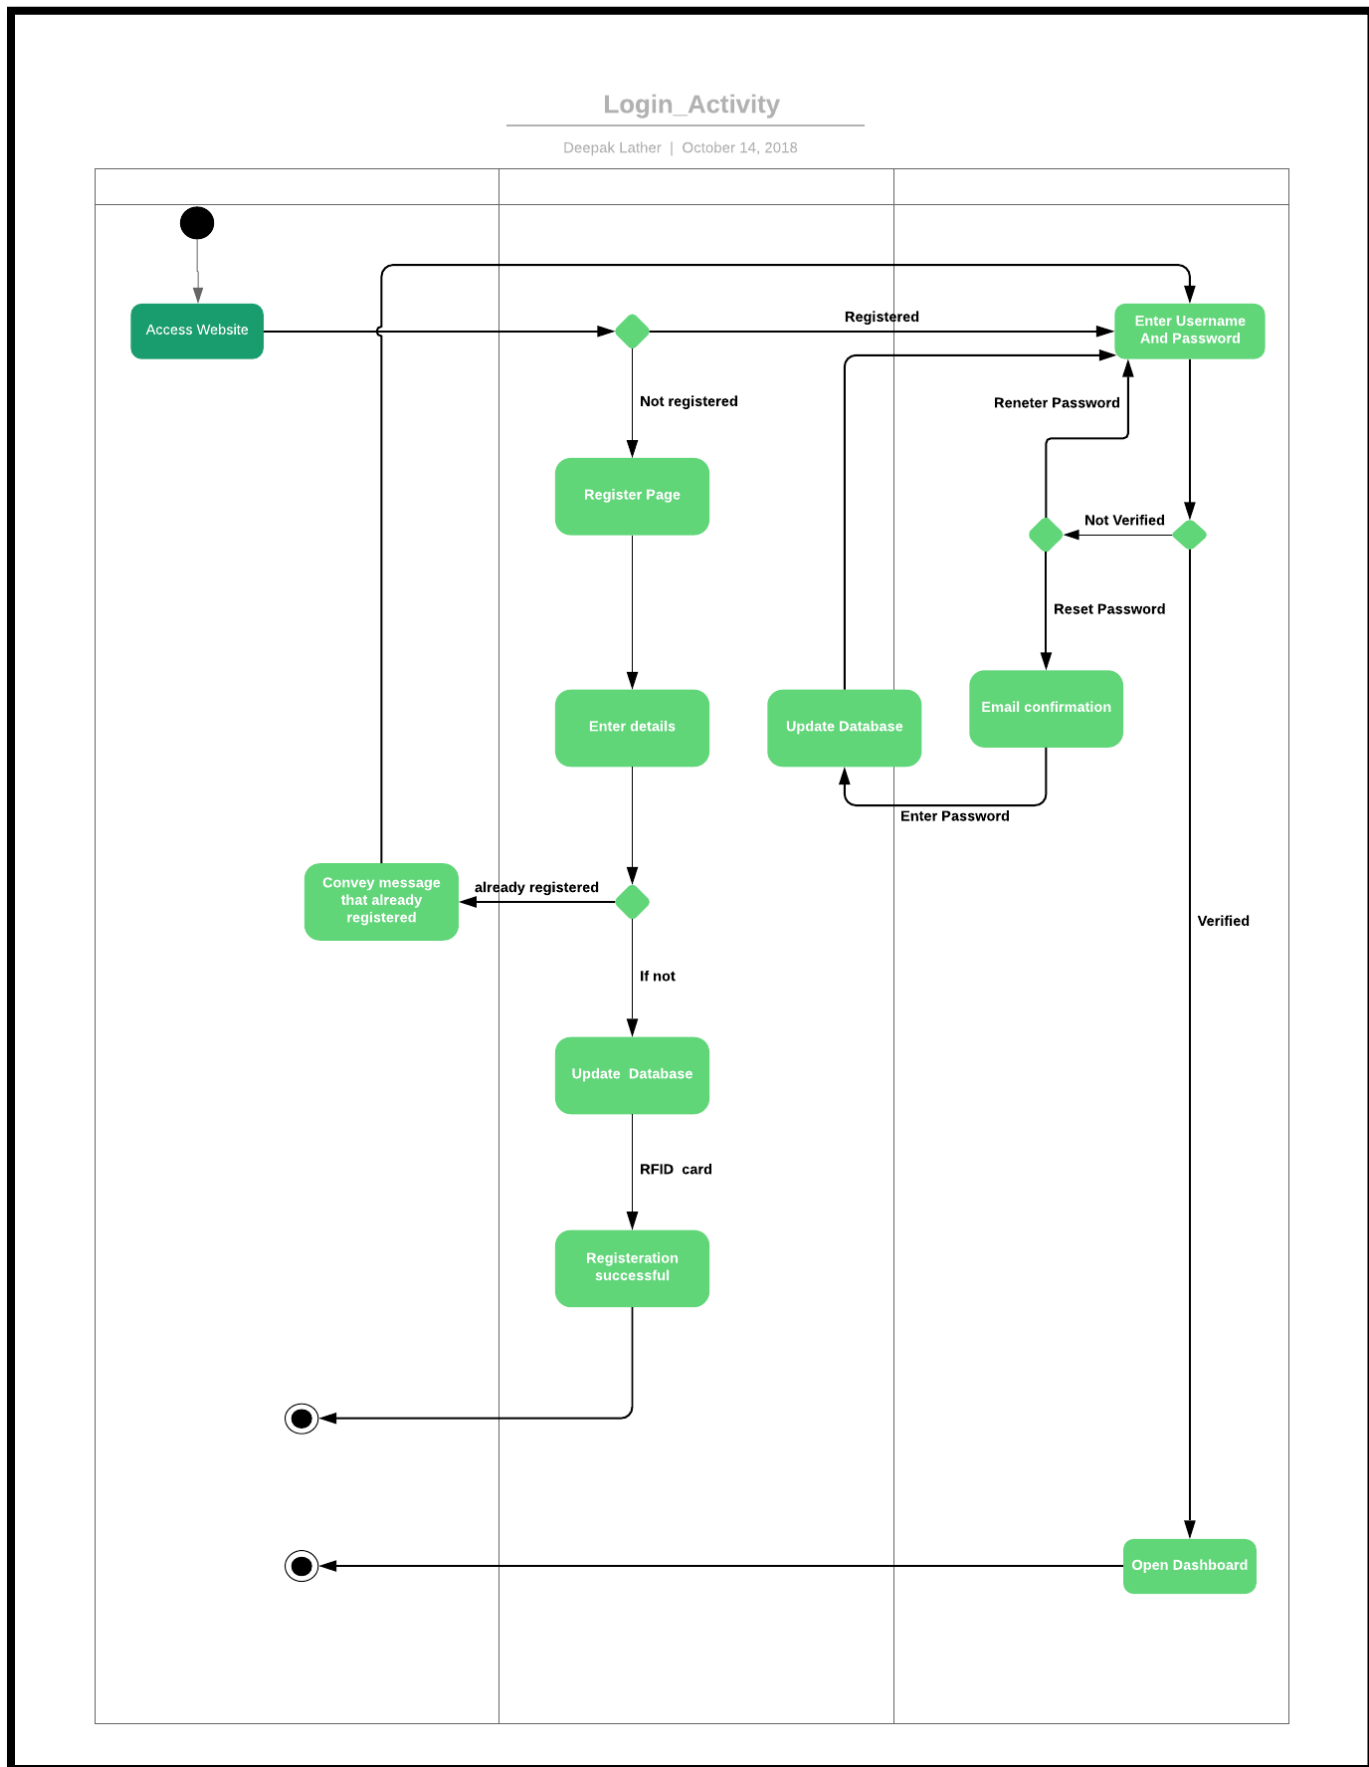 Login_Activity
Deepak Lather | October 14, 2018
Access Website
Registered
Enter Username
And Password
Not registered
Reneter Password
Register Page
Not Verified
Reset Password
Enter details
Update Database
Email confirmation
Enter Password
Convey message
that already
registered
already registered
Verified
If not
Update  Database
RFID  card
Registeration
successful
Open Dashboard